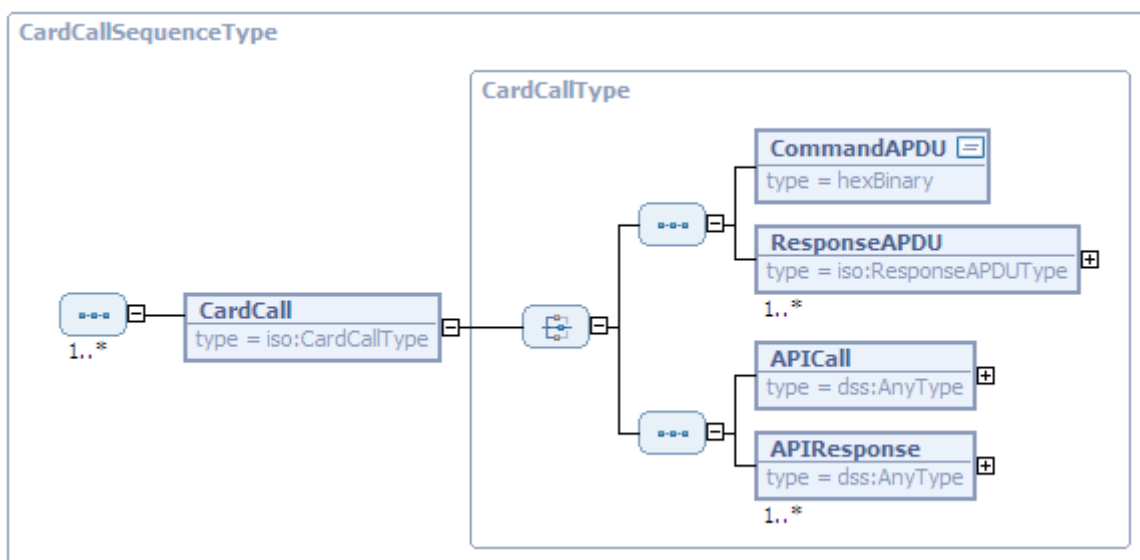 CardCallSequenceType
CardCallType
CommandAPDU
type = hexBinary
ResponseAPDU
type = iso:ResponseAPDUType
1..*
CardCall
type = iso:CardCallType
1..*
APICall
type = dss:AnyType
APIResponse
type = dss:AnyType
1..*